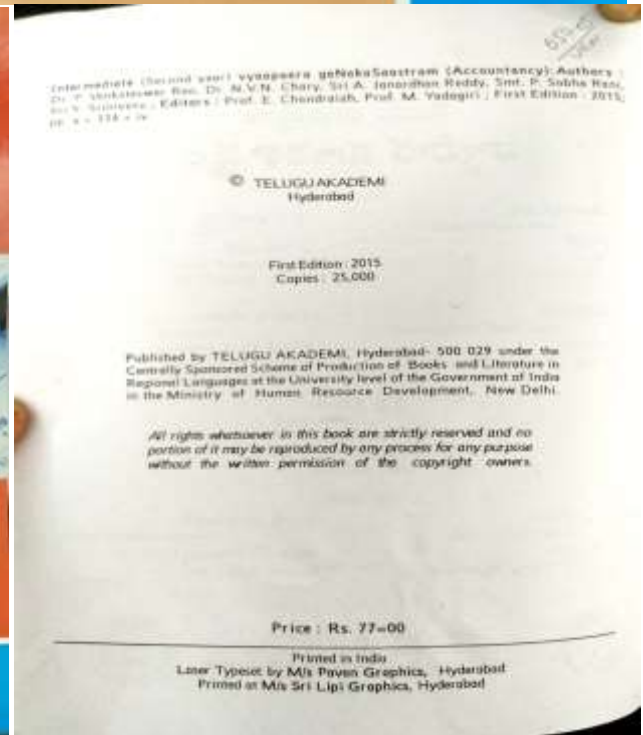 Intermediate (Second year) vyaapaara gaNakaSaastram (Accountancy); Authors :
Dr. P. Venkateswar Rao, Dr. N.V.N. Chary, Sri A. Janardhan Reddy, Smt. P. Sobha Rani,
Sri V. Srinivas ; Editors : Prof. E. Chandraiah, Prof. M. Yadagiri ; First Edition : 2015;
© TELUGU AKADEMI
Hyderabad
First Edition : 2015
Copies : 25,000
Published by TELUGU AKADEMI, Hyderabad- 500 029 under the
Centrally Sponsored Scheme of Production of Books and Literature in
Regional Languages at the University level of the Government of India
in the Ministry of Human Resource Development, New Delhi.
All rights whatsoever in this book are strictly reserved and no
portion of it may be reproduced by any process for any purpose
without the written permission of the copyright owners.
Price : Rs. 77=00
Printed in India
Laser Typeset by M/s Pavan Graphics, Hyderabad
Printed at M/s Sri Lipi Graphics, Hyderabad